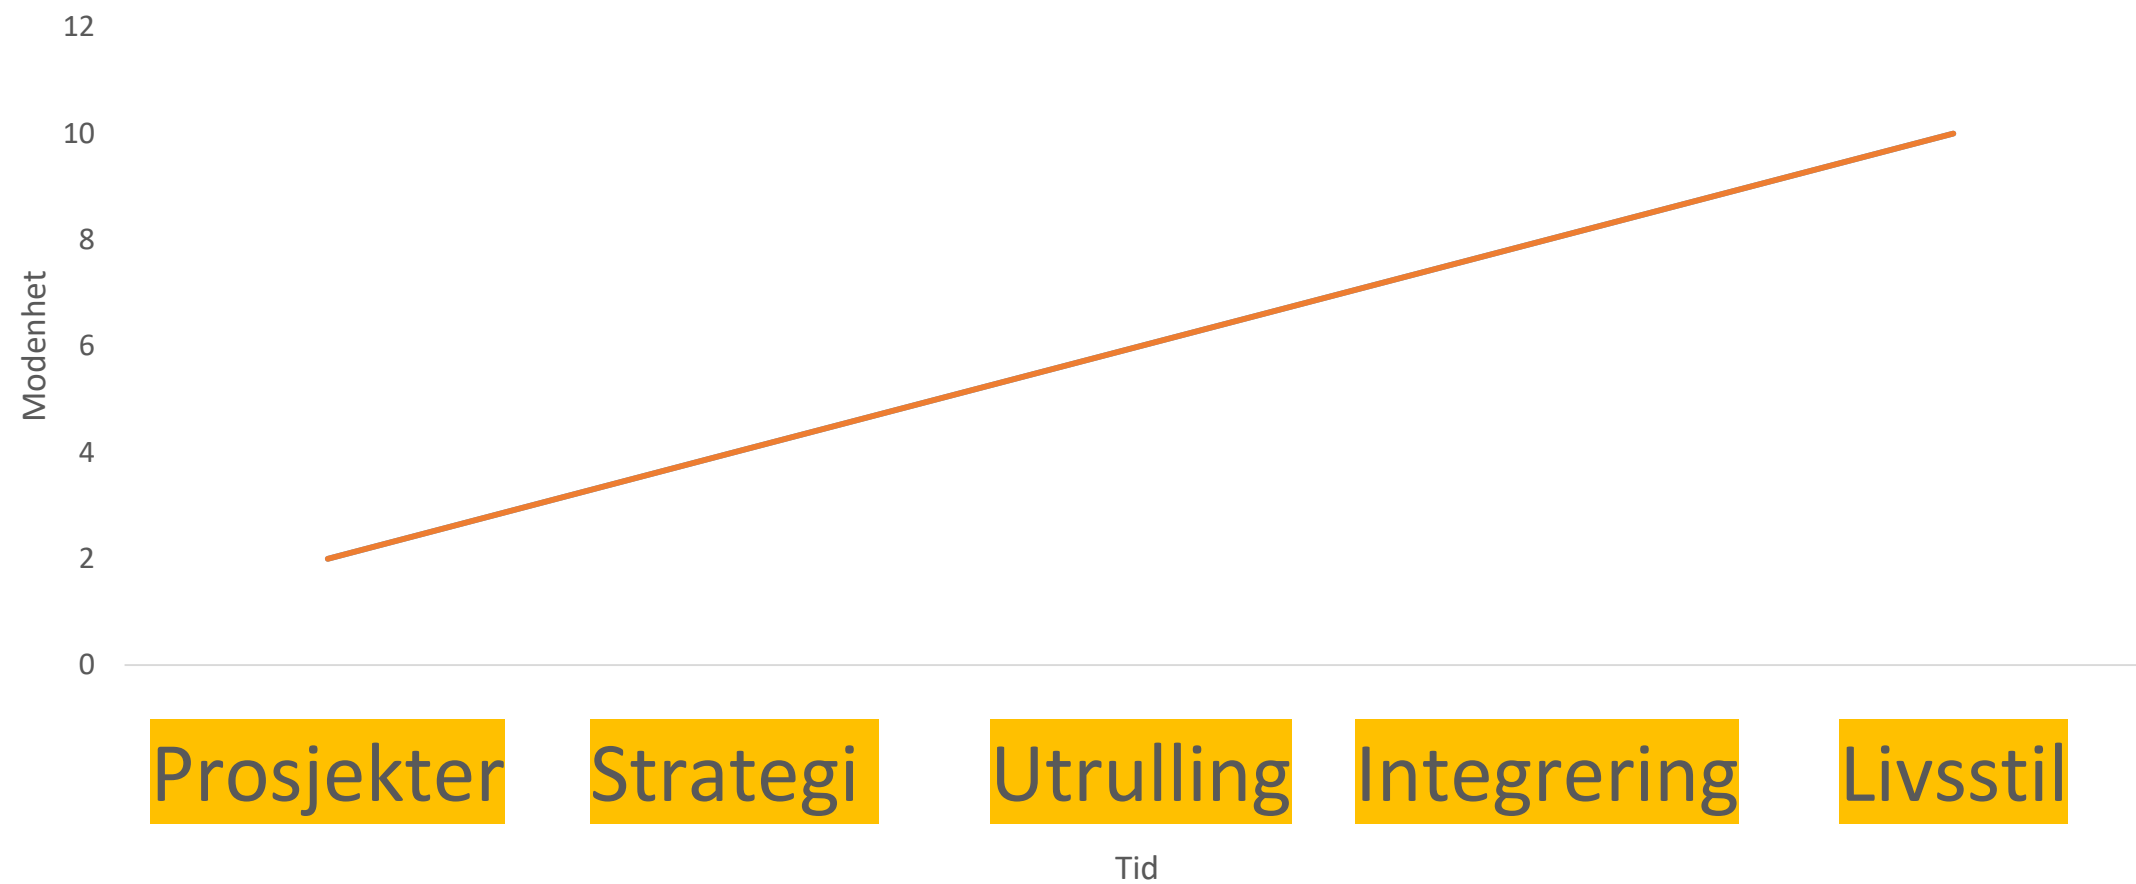 12
10
8
6
4
2
0
Modenhet
Prosjekter Strategi Utrulling Integrering Livsstil
Tid